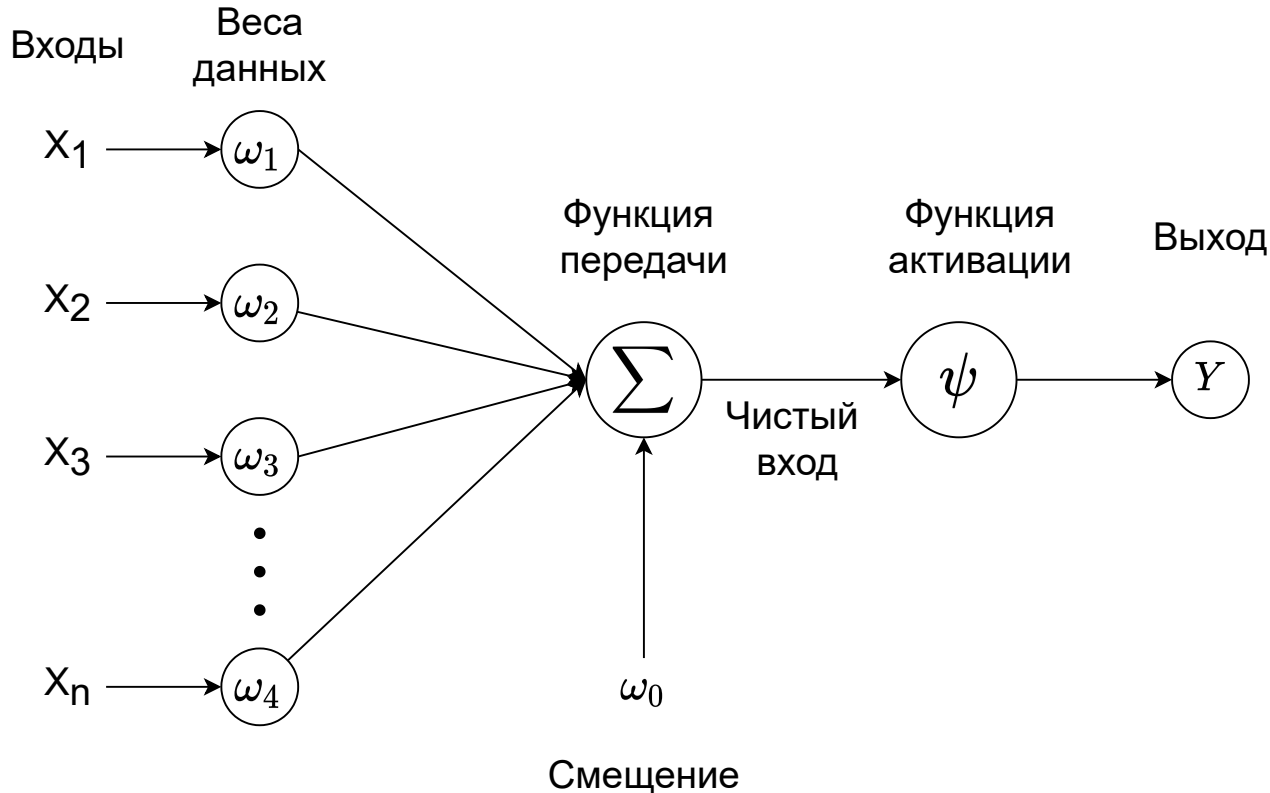 Входы
Веса
данных
X1
ω1
X2
ω2
X3
ω3
Xn
ω4
Функция
передачи
∑
Чистый
вход
ω0
Смещение
Функция
активации
ψ
Выход
Y